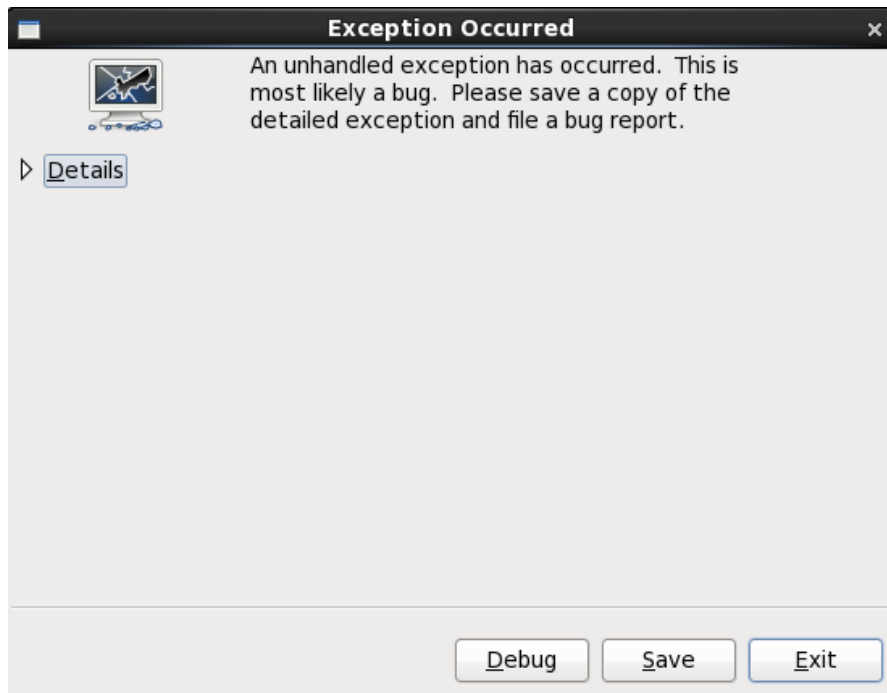 Exception Occurred
An unhandled exception has occurred.  This is
most likely a bug.  Please save a copy of the
detailed exception and file a bug report.
Details
Debug
Save
Exit